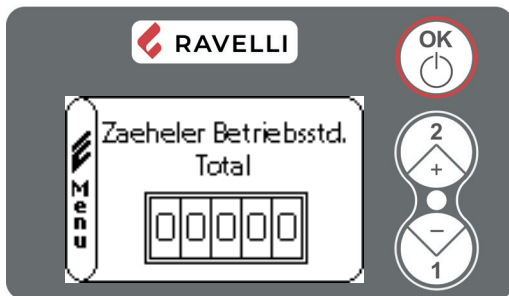 RAVELLI
OK
Zaeheler Betriebsstd.
Total
00000
Menu
2
+
−
1